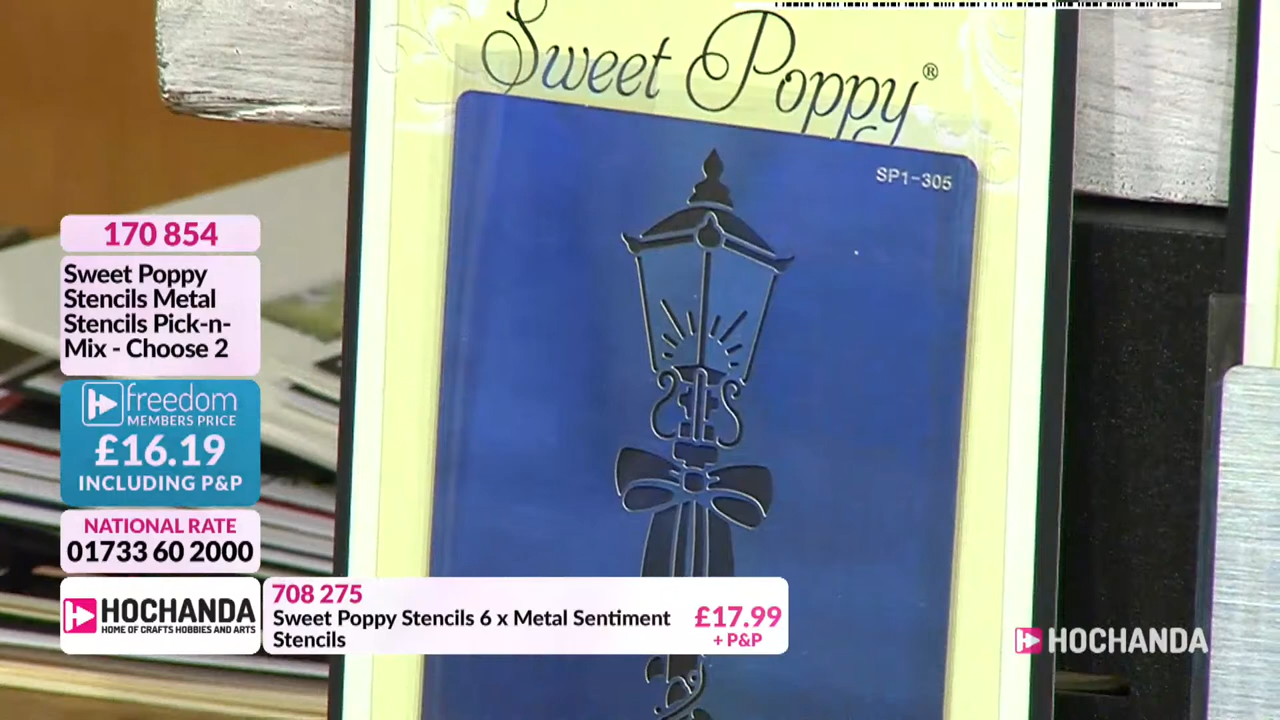 Sweet Poppy®
SP1-305
170 854
Sweet Poppy
Stencils Metal
Stencils Pick-n-
Mix - Choose 2
freedom
MEMBERS PRICE
£16.19
INCLUDING P&P
NATIONAL RATE
01733 60 2000
HOCHANDA
HOME OF CRAFTS HOBBIES AND ARTS
708 275
Sweet Poppy Stencils 6 x Metal Sentiment
Stencils
£17.99
+ P&P
HOCHANDA